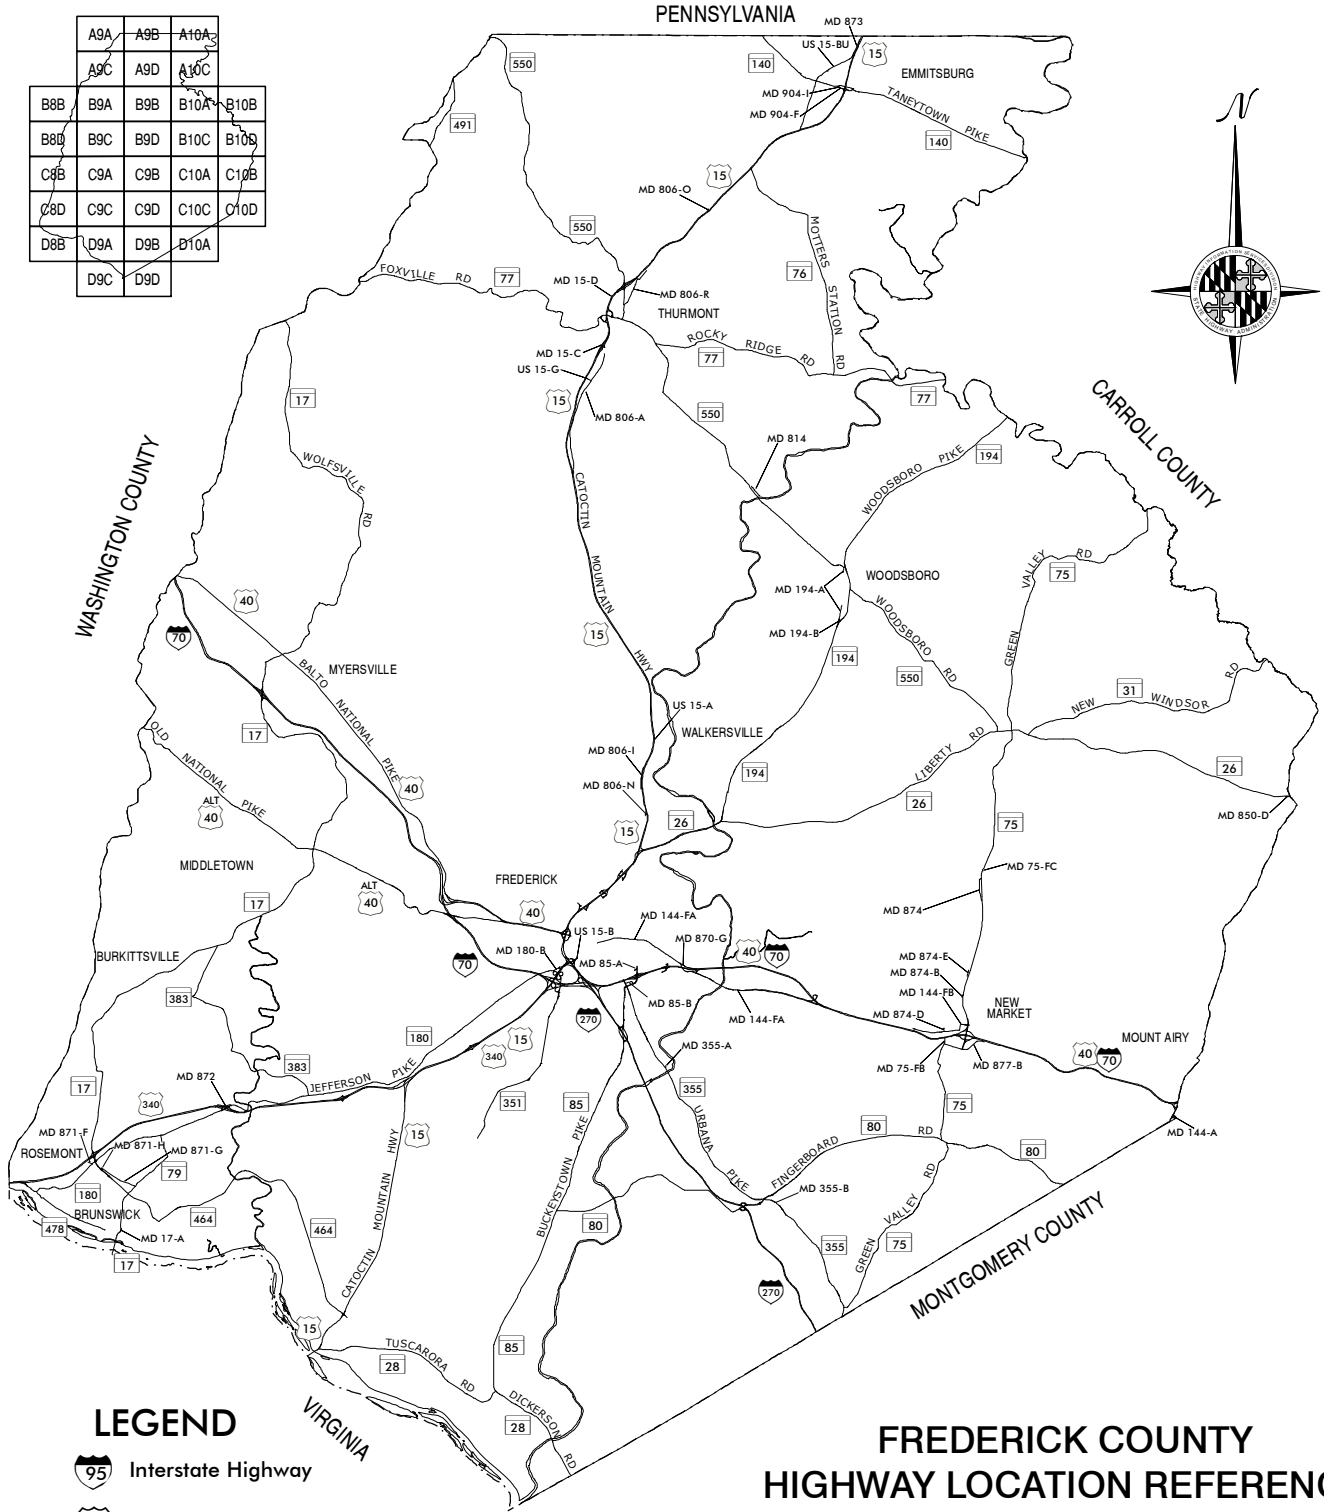 PENNSYLVANIA
MD 873
US 15-BU
15
EMMITSBURG
140
550
MD 904-I
MD 904-F
TANEYTOWN PIKE
140
491
A9A A9B A10A
A9C A9D A10C
B8B B9A B9B B10A B10B
B8D B9C B9D B10C B10D
C8B C9A C9B C10A C10B
C8D C9C C9D C10C C10D
D8B D9A D9B D10A
D9C D9D
N
HIGHWAY INFORMATION SERVICES DIVISION
STATE HIGHWAY ADMINISTRATION
15
MD 806-O
550
MOTTERS STATION RD
76
FOXVILLE RD
77
MD 15-D
MD 806-R
THURMONT
ROCKY RIDGE RD
77
MD 15-C
US 15-G
15
MD 806-A
77
17
550
MD 814
CARROLL COUNTY
WOODSBORO PIKE
194
WOLFSVILLE RD
WASHINGTON COUNTY
CATOCTIN MOUNTAIN HWY
GREEN VALLEY RD
75
WOODSBORO
MD 194-A
40
70
15
MD 194-B
194
WOODSBORO RD
550
BALTO NATIONAL PIKE
MYERSVILLE
31
NEW WINDSOR RD
US 15-A
WALKERSVILLE
17
OLD NATIONAL PIKE
MD 806-I
LIBERTY RD
194
26
MD 806-N
40
ALT
40
26
75
MD 850-D
15
26
MIDDLETOWN
MD 75-FC
FREDERICK
ALT
40
17
40
MD 874
MD 144-FA
US 15-B
MD 870-G
MD 180-B
MD 85-A
40
70
BURKITTSVILLE
70
MD 874-E
MD 874-B
383
MD 144-FB
MD 85-B
NEW
MARKET
270
MD 144-FA
MD 874-D
180
340
15
MD 355-A
MOUNT AIRY
40
70
383
JEFFERSON PIKE
MD 75-FB
MD 877-B
MD 872
17
355
340
351
85
75
URBANA PIKE
MD 871-F
15
80
RD
MD 144-A
MD 871-H
MD 871-G
ROSEMONT
79
BUCKEYSTOWN PIKE
FINGERBOARD
80
180
MD 355-B
BRUNSWICK
464
CATOCTIN MOUNTAIN HWY
GREEN VALLEY RD
478
464
80
MD 17-A
355
75
17
MONTGOMERY COUNTY
270
15
TUSCARORA RD
28
85
DICKERSON RD
28
VIRGINIA
LEGEND
95 Interstate Highway
FREDERICK COUNTY
HIGHWAY LOCATION REFERENC